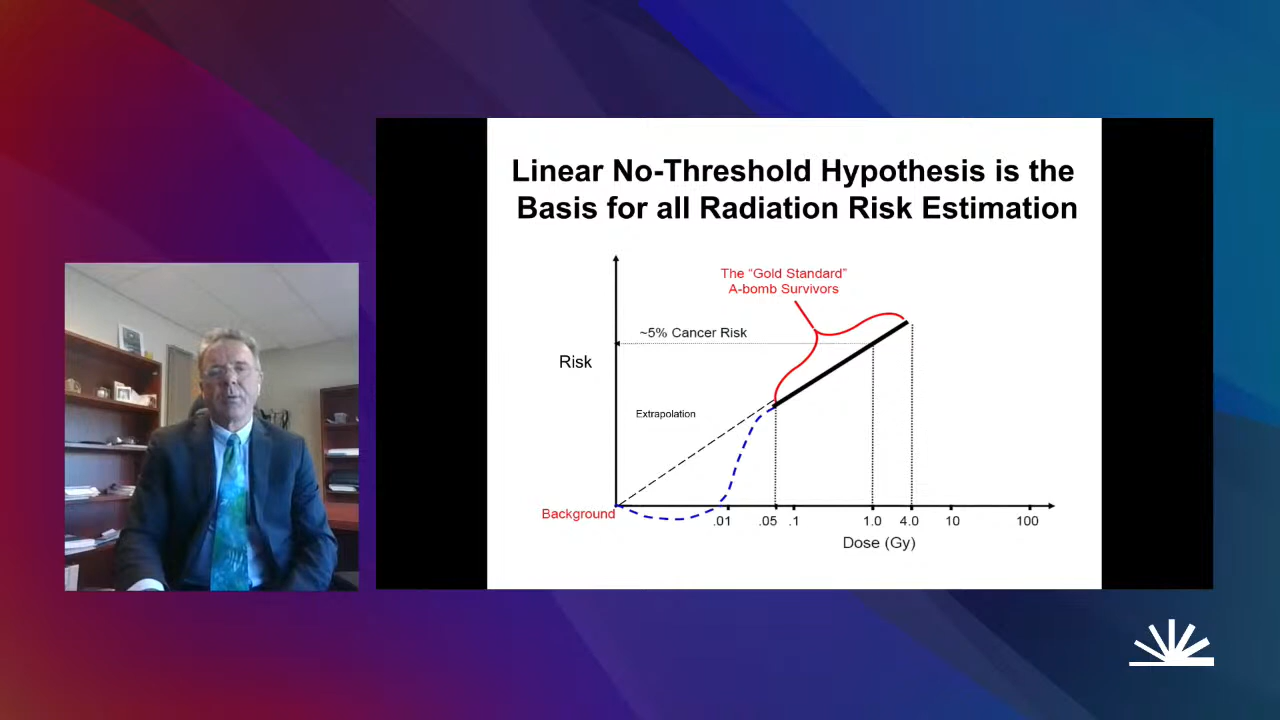 Linear No-Threshold Hypothesis is the
Basis for all Radiation Risk Estimation
The “Gold Standard”
A-bomb Survivors
~5% Cancer Risk
Risk
Extrapolation
Background
.01 .05 .1 1.0 4.0 10 100
Dose (Gy)